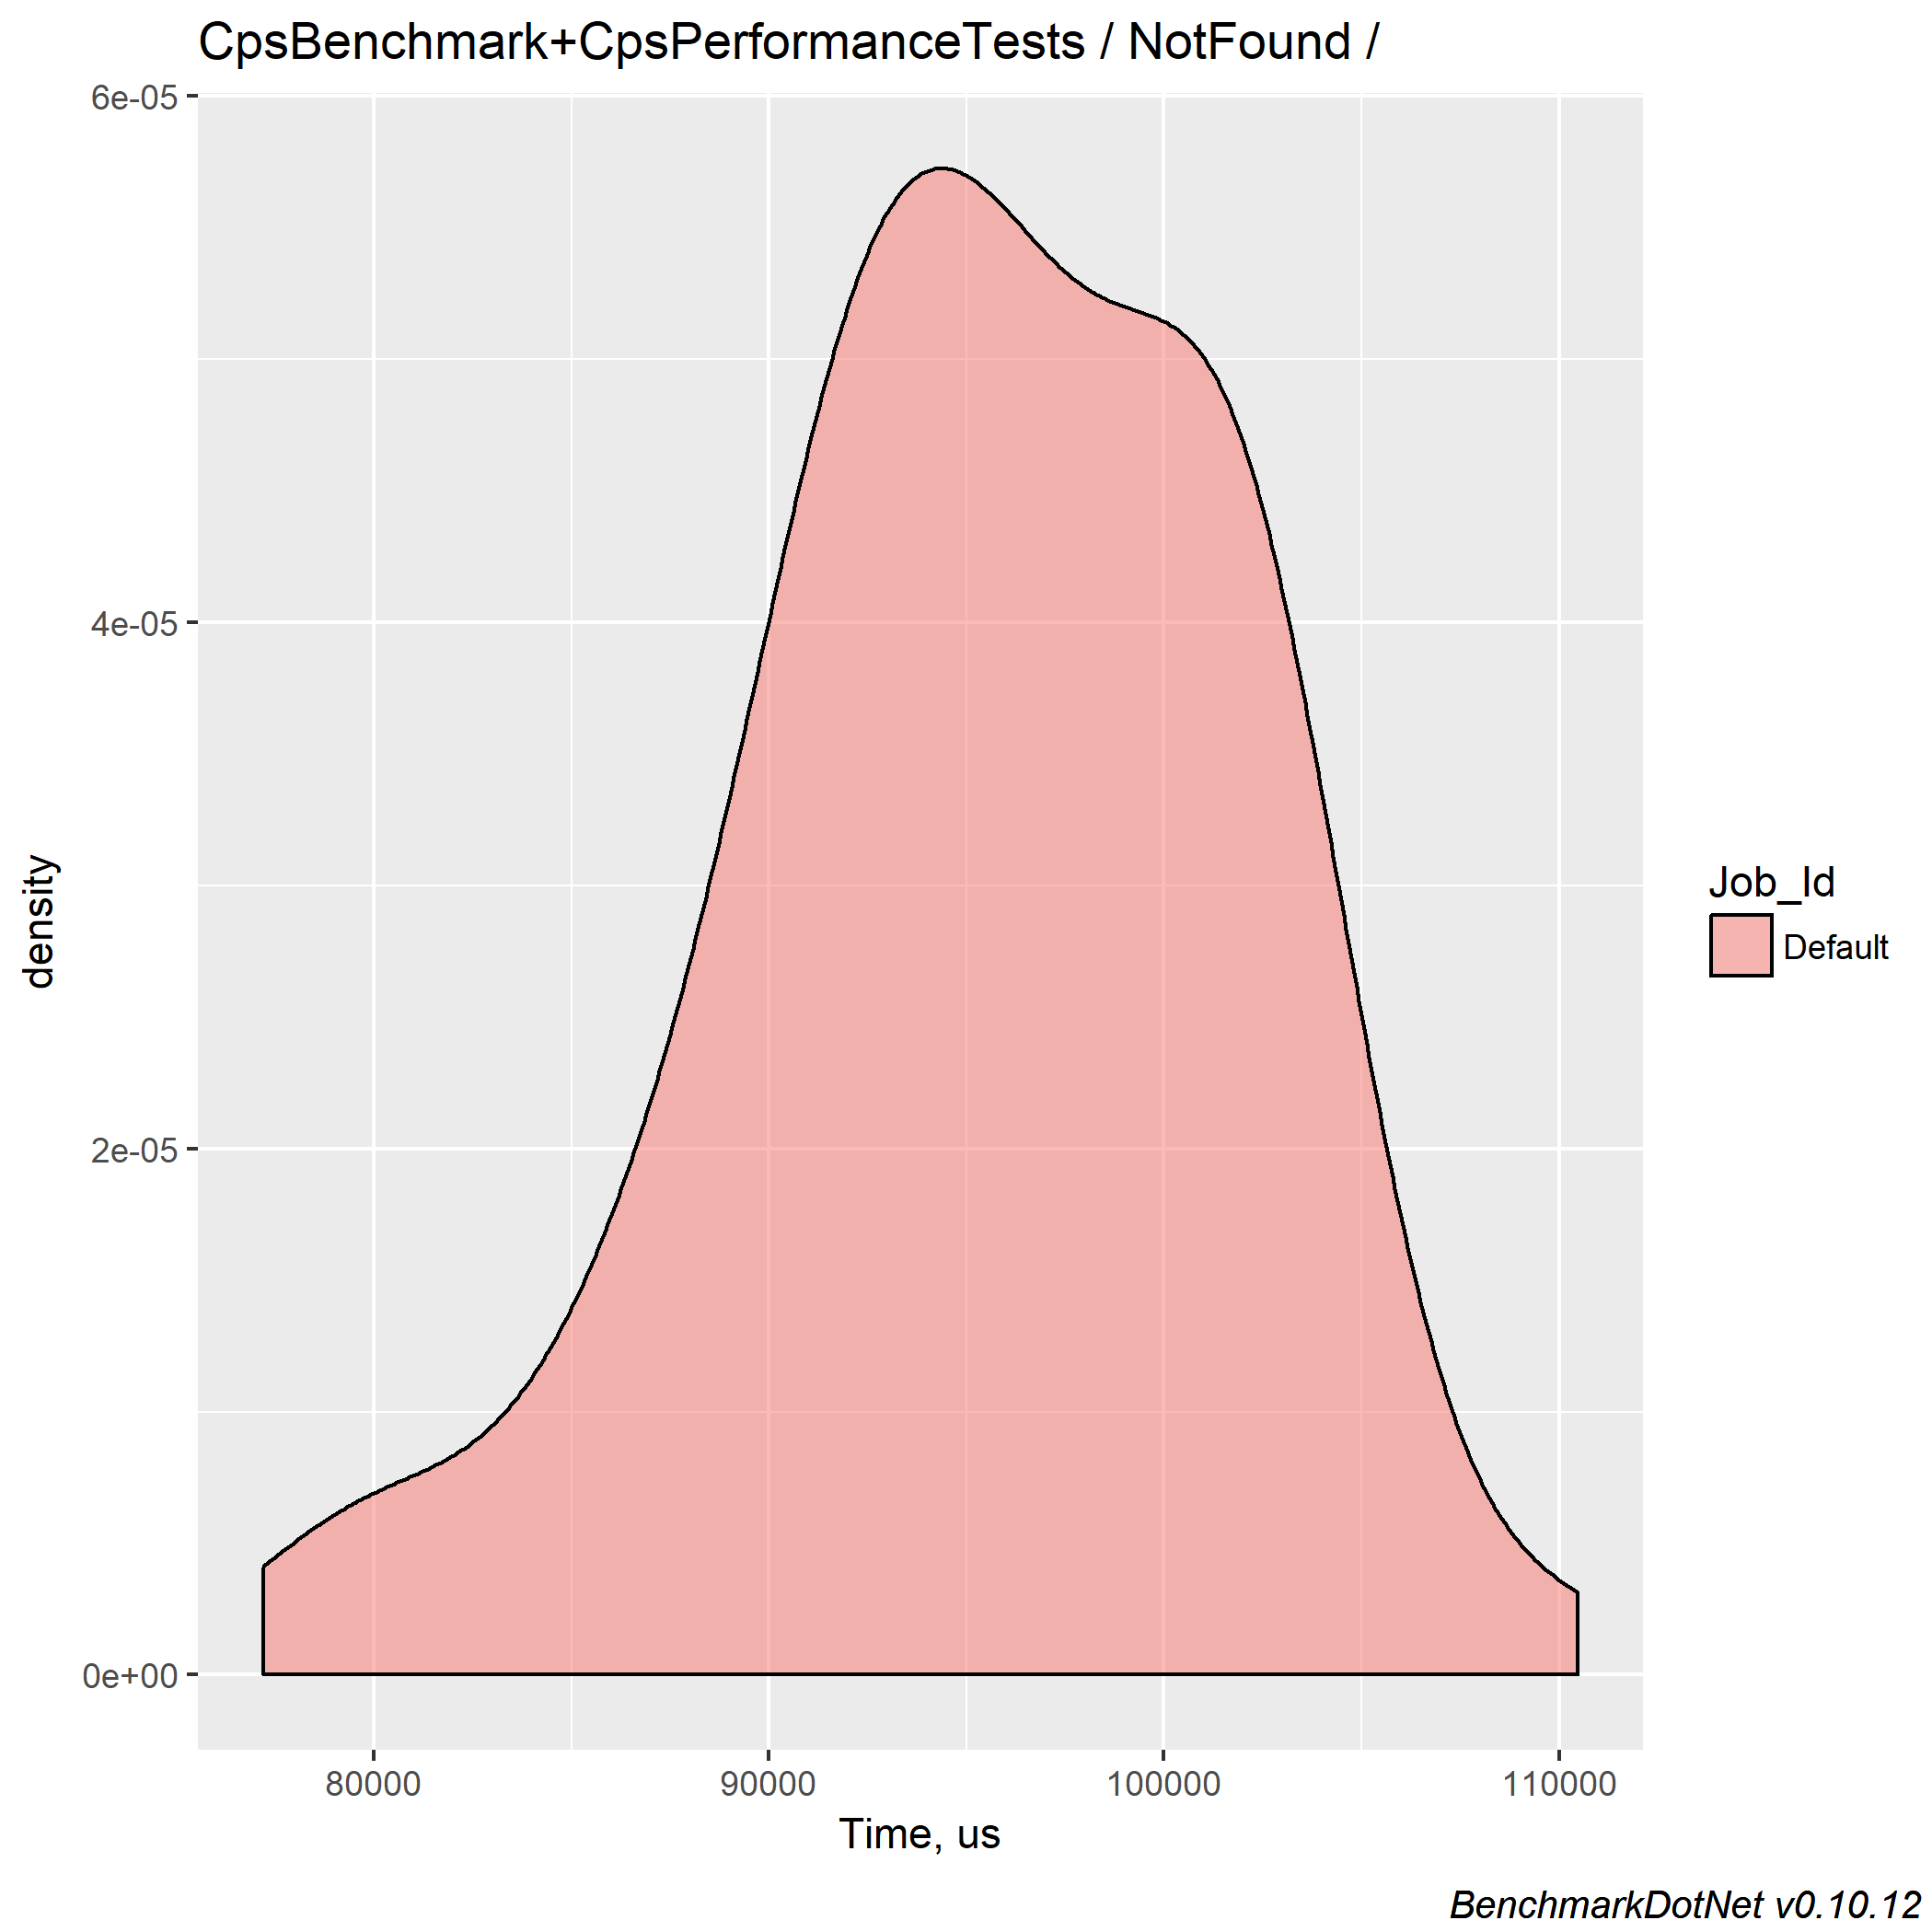 CpsBenchmark+CpsPerformanceTests / NotFound /
6e-05
4e-05
2e-05
0e+00
density
80000 90000 100000 110000
Time, us
Job_Id
Default
BenchmarkDotNet v0.10.12